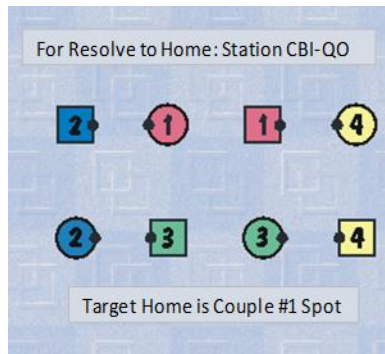 For Resolve to Home: Station CBI-QO
2 1 1 4
2 3 3 4
Target Home is Couple #1 Spot